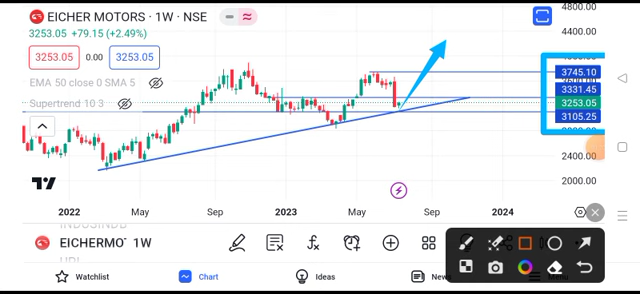 EICHER MOTORS · 1W · NSE
4800.00
3253.05 +79.15 (+2.49%)
3253.05 0.00 3253.05
EMA 50 close 0 SMA 5
Supertrend 10 3
3745.10
3331.45
3253.05
3105.25
2400.00
2000.00
2022 May Sep 2023 May Sep 2024
EICHERMO 1W
Watchlist Chart Ideas News